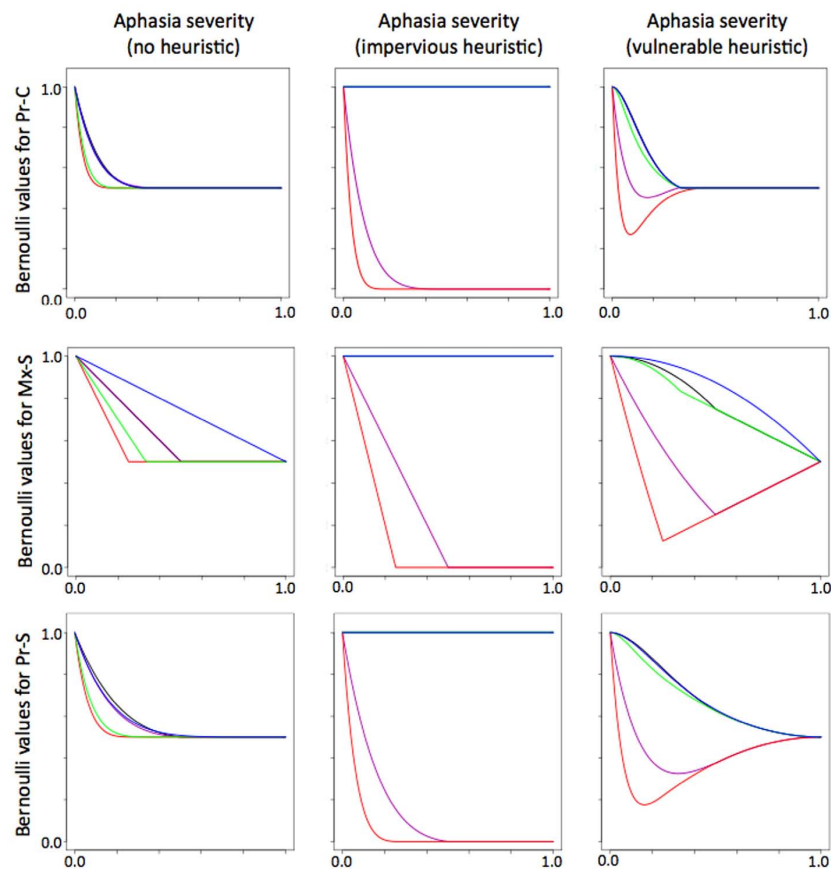 Aphasia severity
(no heuristic)
Aphasia severity
(impervious heuristic)
Aphasia severity
(vulnerable heuristic)
Bernoulli values for Pr-C
1.0
0.0
0.0 1.0
0.0 1.0
0.0 1.0
Bernoulli values for Mx-S
1.0
0.0
0.0 1.0
0.0 1.0
0.0 1.0
Bernoulli values for Pr-S
1.0
0.0
0.0 1.0
0.0 1.0
0.0 1.0